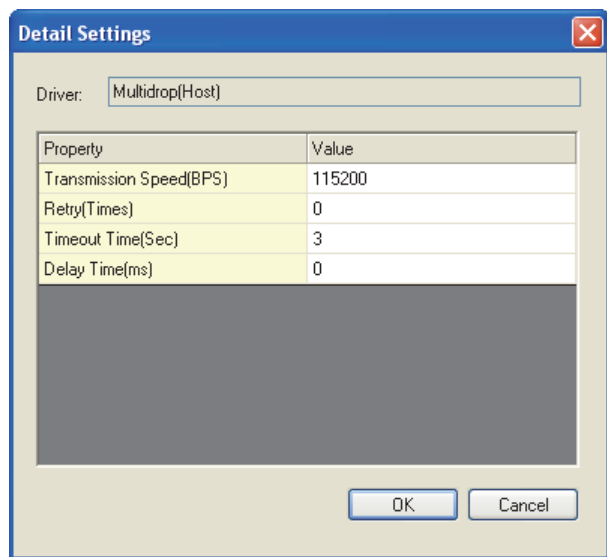 Detail Settings
Driver: Multidrop(Host)
Property Value
Transmission Speed(BPS) 115200
Retry(Times) 0
Timeout Time(Sec) 3
Delay Time(ms) 0
OK Cancel